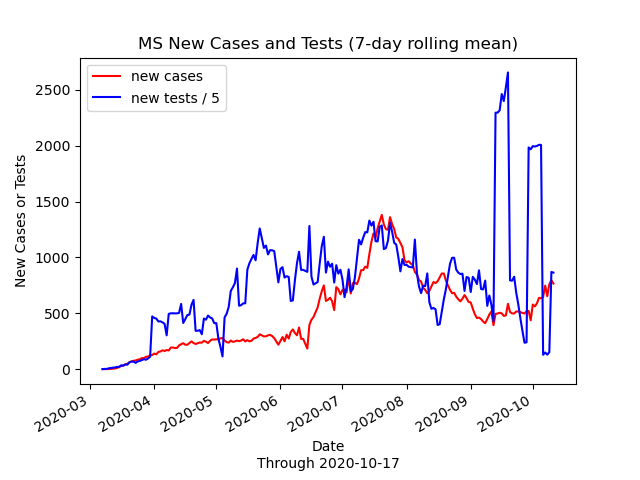 MS New Cases and Tests (7-day rolling mean)
new cases
new tests / 5
New Cases or Tests
2500
2000
1500
1000
500
0
2020-03
2020-04
2020-05
2020-06
2020-07
2020-08
2020-09
2020-10
Date
Through 2020-10-17